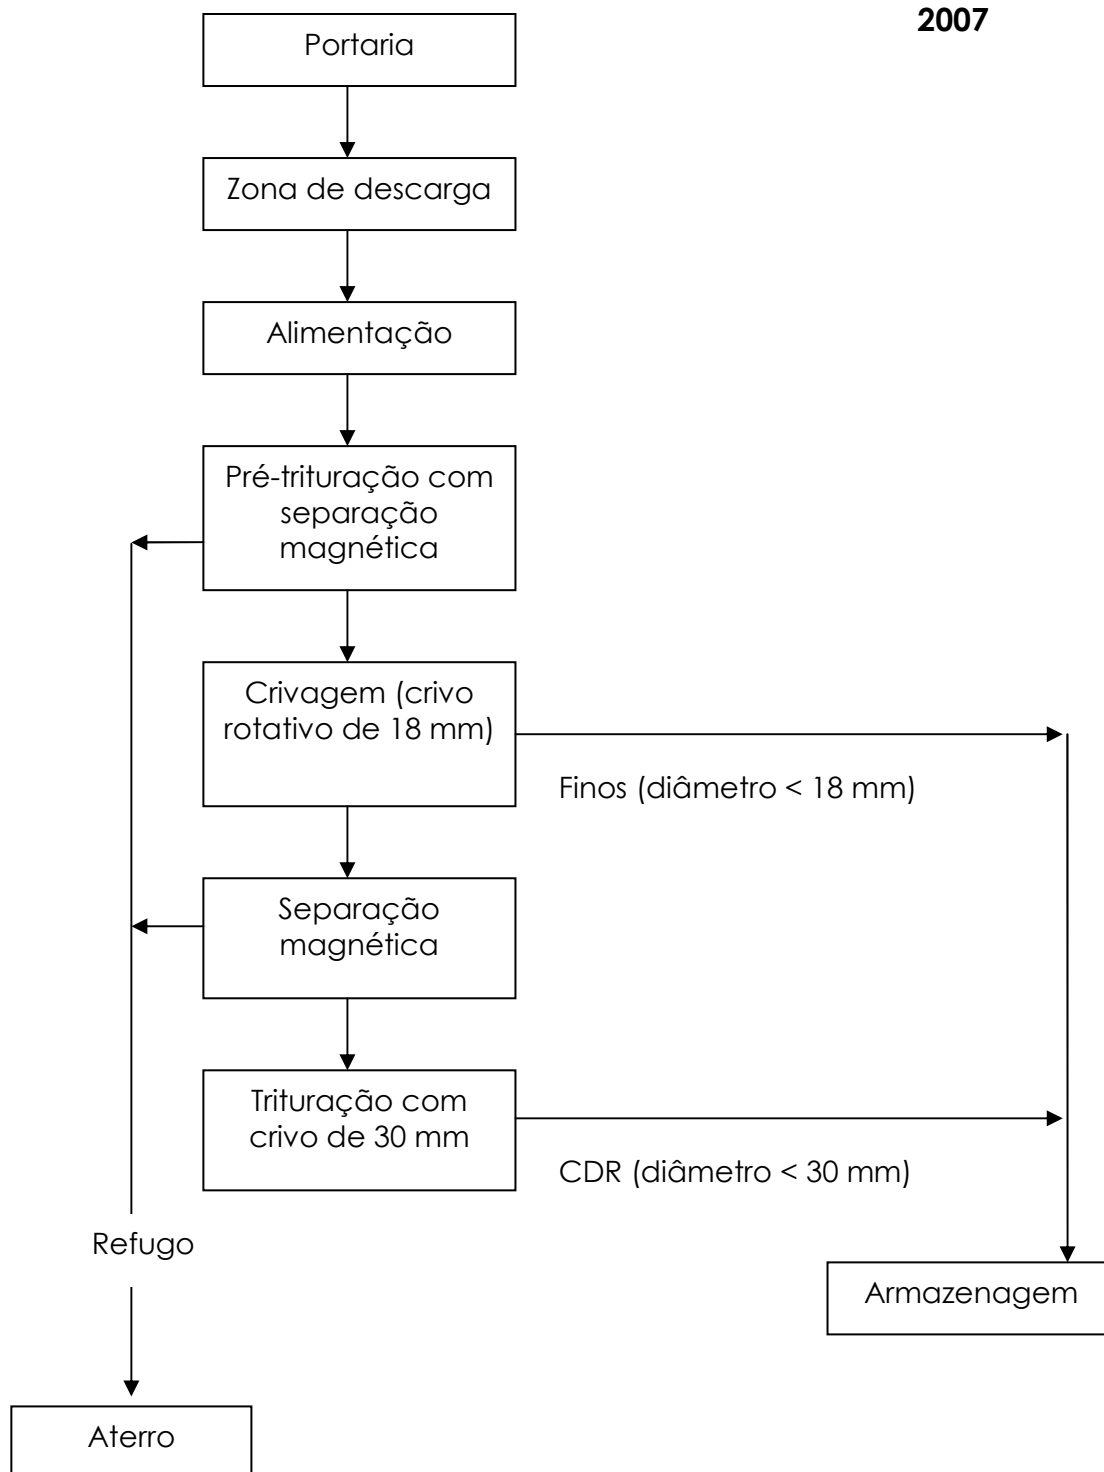 2007
Portaria
Zona de descarga
Alimentação
Pré-trituração com
separação
magnética
Crivagem (crivo
rotativo de 18 mm)
Finos (diâmetro < 18 mm)
Separação
magnética
Trituração com
crivo de 30 mm
CDR (diâmetro < 30 mm)
Refugo
Armazenagem
Aterro